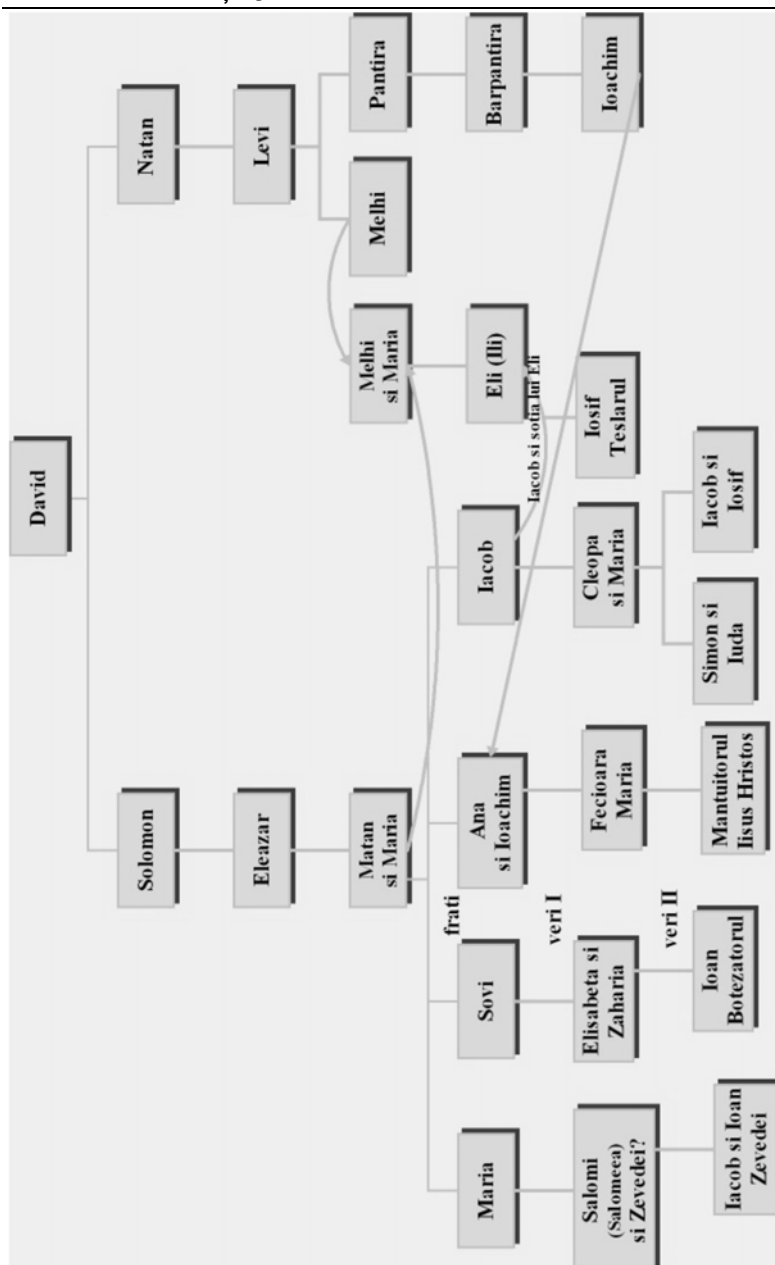 David
Solomon
Natan
Eleazar
Levi
Matan
si Maria
Melhi
si Maria
Melhi
Pantira
frati
Maria
Sovi
Ana
si Ioachim
Iacob
Eli (Ili)
Barpantira
Iacob si sotia lui Eli
veri I
Salomi
(Salomeea)
si Zevedei?
Elisabeta si
Zaharia
Fecioara
Maria
Cleopa
si Maria
Iosif
Teslarul
Ioachim
veri II
Iacob si Ioan
Zevedei
Ioan
Botezatorul
Mantuitorul
Iisus Hristos
Simon si
Iuda
Iacob si
Iosif